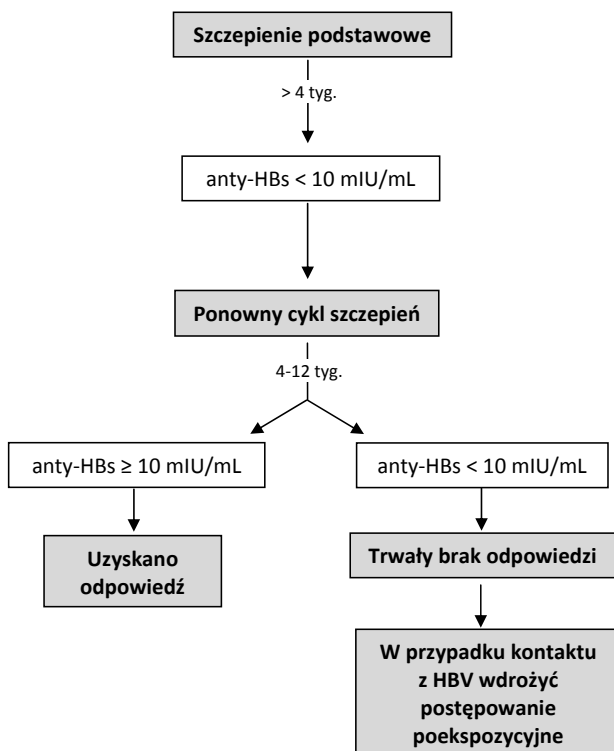 Szczepienie podstawowe
> 4 tyg.
anty-HBs < 10 mIU/mL
Ponowny cykl szczepień
4-12 tyg.
anty-HBs ≥ 10 mIU/mL
anty-HBs < 10 mIU/mL
Uzyskano
odpowiedź
Trwały brak odpowiedzi
W przypadku kontaktu
z HBV wdrożyć
postępowanie
poekspozycyjne